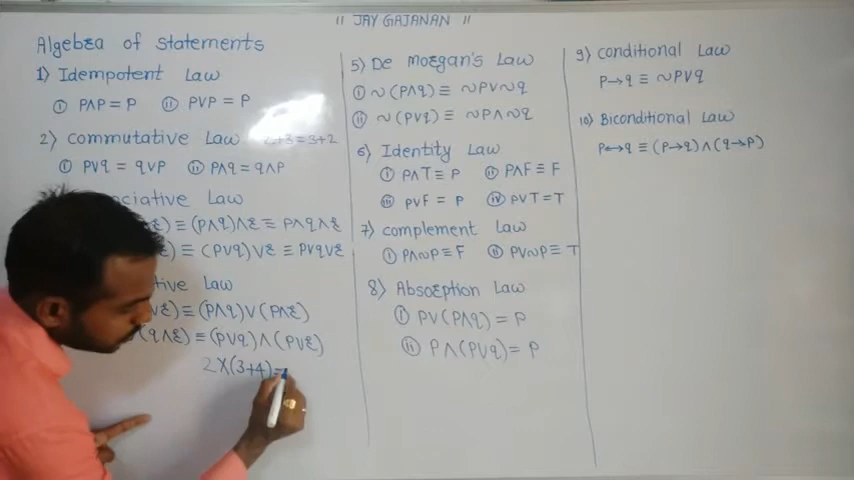 " JAY GAJANAN "
Algebra of statements
1) Idempotent Law
ⓘ P∧P = P ⓘⓘ P∨P = P
2) commutative Law 2+3=3+2
ⓘ P∨q = q∨P ⓘⓘ P∧q = q∧P
ociative Law
r) ≡ (P∧q)∧r ≡ P∧q∧r
r) ≡ (P∨q)∨r ≡ P∨q∨r
tive Law
∨r) ≡ (P∧q)∨(P∧r)
(q∧r) ≡ (P∨q)∧(P∨r)
2×(3+4)=
5) De morgan's Law
ⓘ ~(P∧q) ≡ ~P∨~q
ⓘⓘ ~(P∨q) ≡ ~P∧~q
6) Identity Law
ⓘ P∧T ≡ P ⓘⓘ P∧F ≡ F
ⓘⓘⓘ P∨F = P ⓘⓥ P∨T = T
7) complement Law
ⓘ P∧~P ≡ F ⓘⓘ P∨~P ≡ T
8) Absorption Law
ⓘ P∨(P∧q) = P
ⓘⓘ P∧(P∨q) = P
9) conditional Law
P→q ≡ ~P∨q
10) Biconditional Law
P↔q ≡ (P→q)∧(q→P)